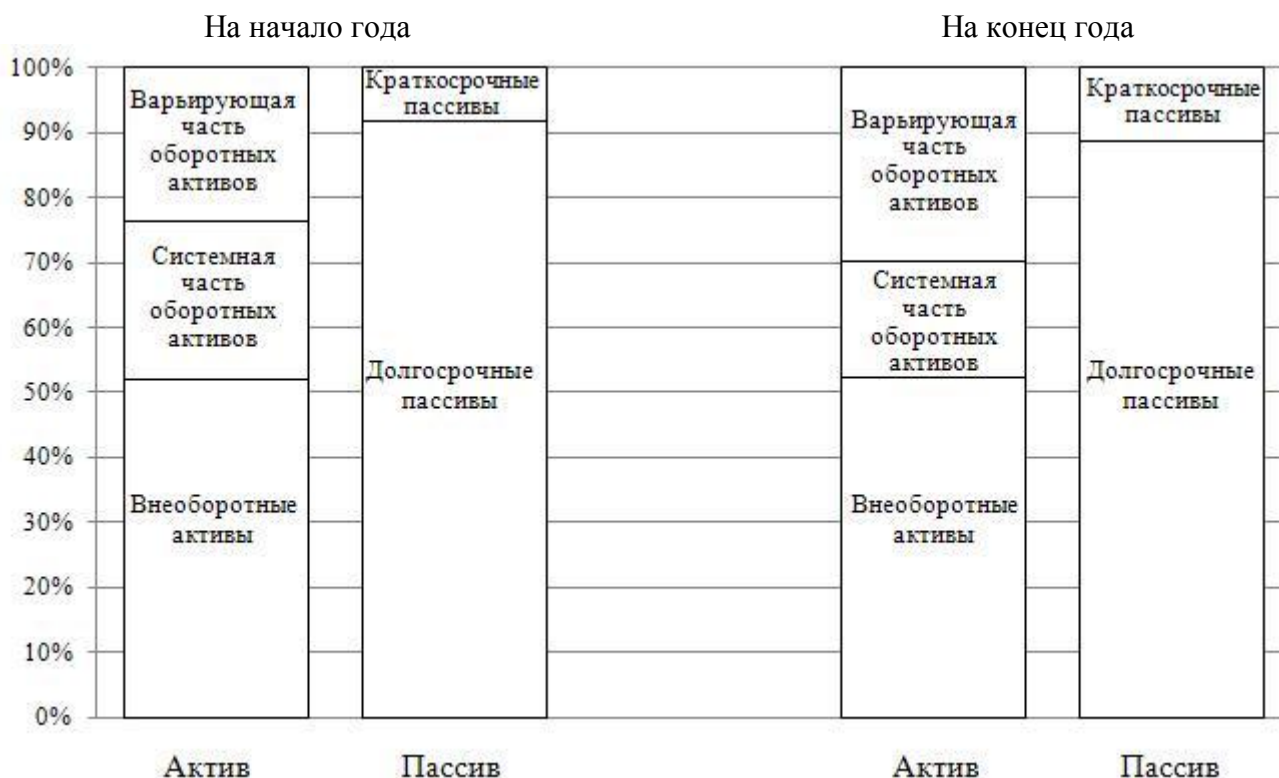 На начало года
На конец года
100%
90%
80%
70%
60%
50%
40%
30%
20%
10%
0%
Варьирующая
часть
оборотных
активов
Системная
часть
оборотных
активов
Внеоборотные
активы
Краткосрочные
пассивы
Долгосрочные
пассивы
Варьирующая
часть
оборотных
активов
Системная
часть
оборотных
активов
Внеоборотные
активы
Краткосрочные
пассивы
Долгосрочные
пассивы
Актив
Пассив
Актив
Пассив